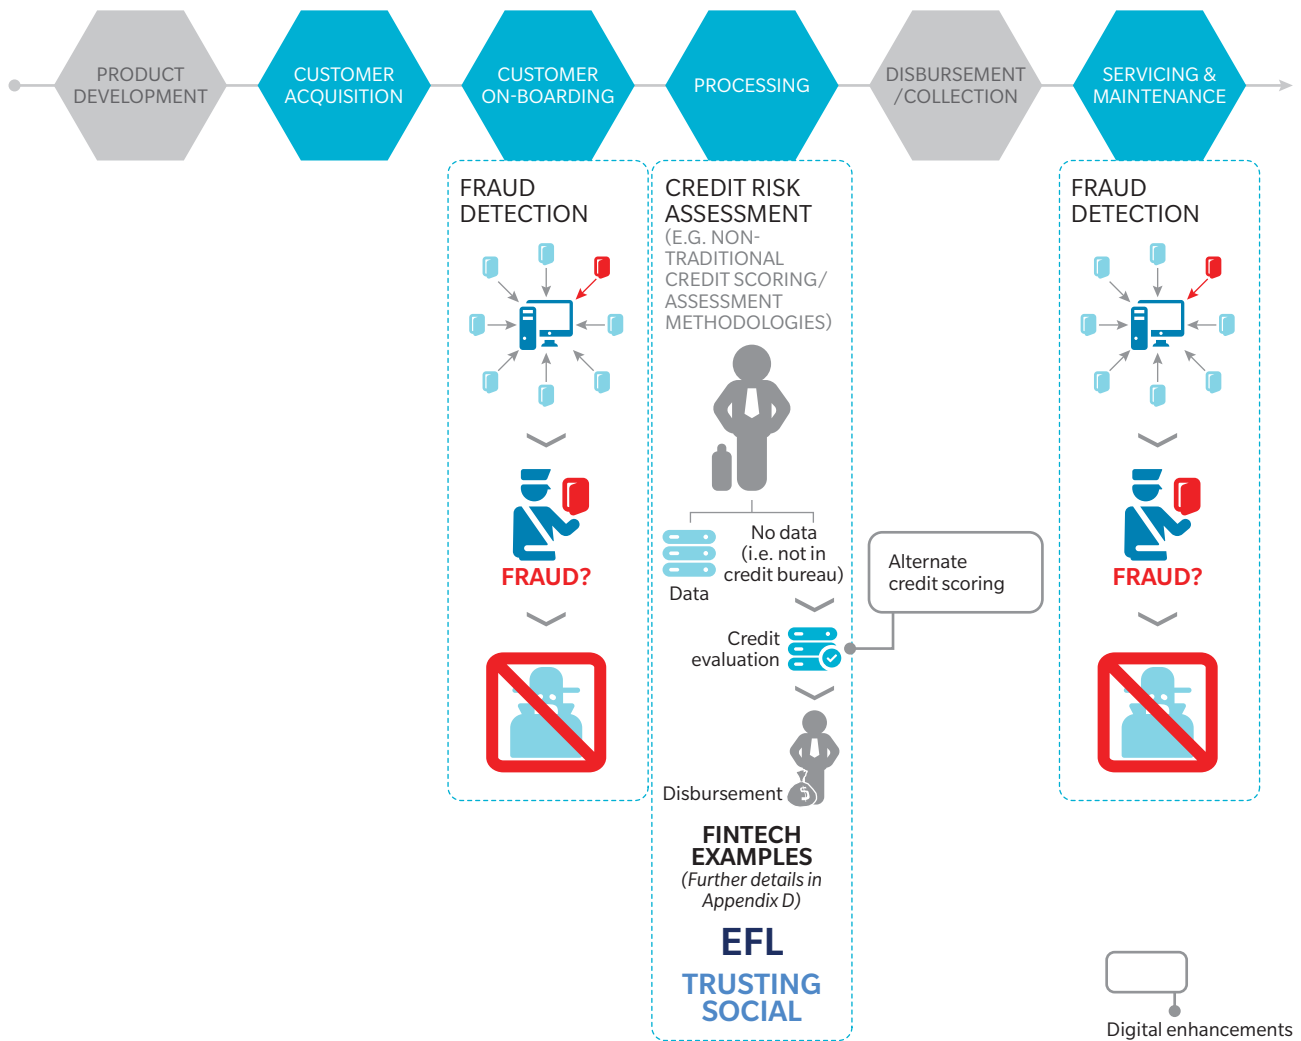 PRODUCT
DEVELOPMENT
CUSTOMER
ACQUISITION
CUSTOMER
ON-BOARDING
PROCESSING
DISBURSEMENT
/COLLECTION
SERVICING &
MAINTENANCE
FRAUD
DETECTION
FRAUD?
CREDIT RISK
ASSESSMENT
(E.G. NON-
TRADITIONAL
CREDIT SCORING/
ASSESSMENT
METHODOLOGIES)
Data
No data
(i.e. not in
credit bureau)
Credit
evaluation
Alternate
credit scoring
Disbursement
$
FINTECH
EXAMPLES
(Further details in
Appendix D)
EFL
TRUSTING
SOCIAL
FRAUD
DETECTION
FRAUD?
Digital enhancements